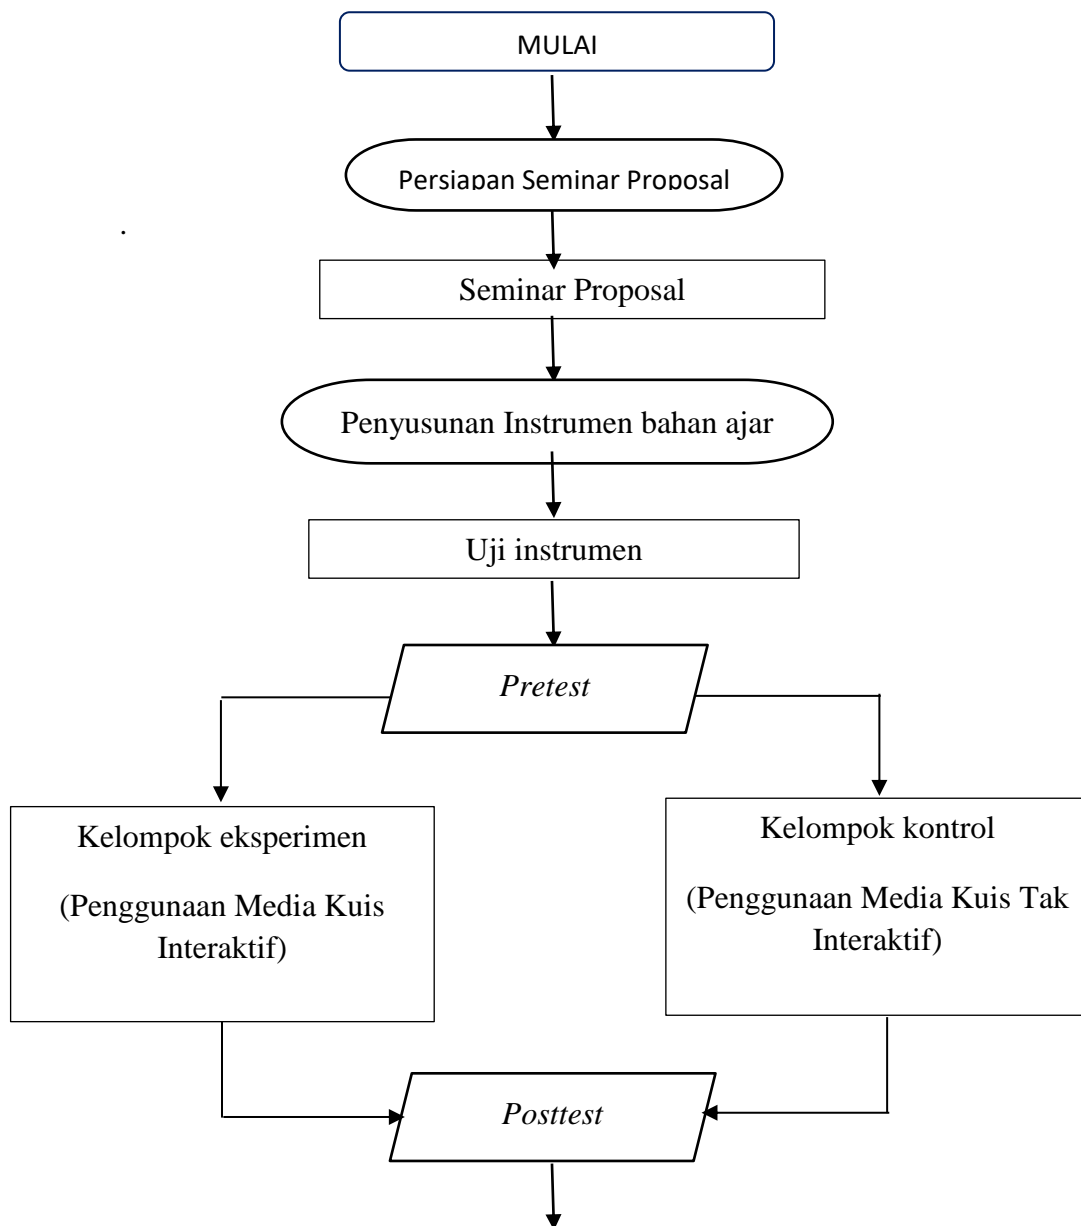 MULAI
Persiapan Seminar Proposal
.
Seminar Proposal
Penyusunan Instrumen bahan ajar
Uji instrumen
Pretest
Kelompok eksperimen
(Penggunaan Media Kuis
Interaktif)
Kelompok kontrol
(Penggunaan Media Kuis Tak
Interaktif)
Posttest